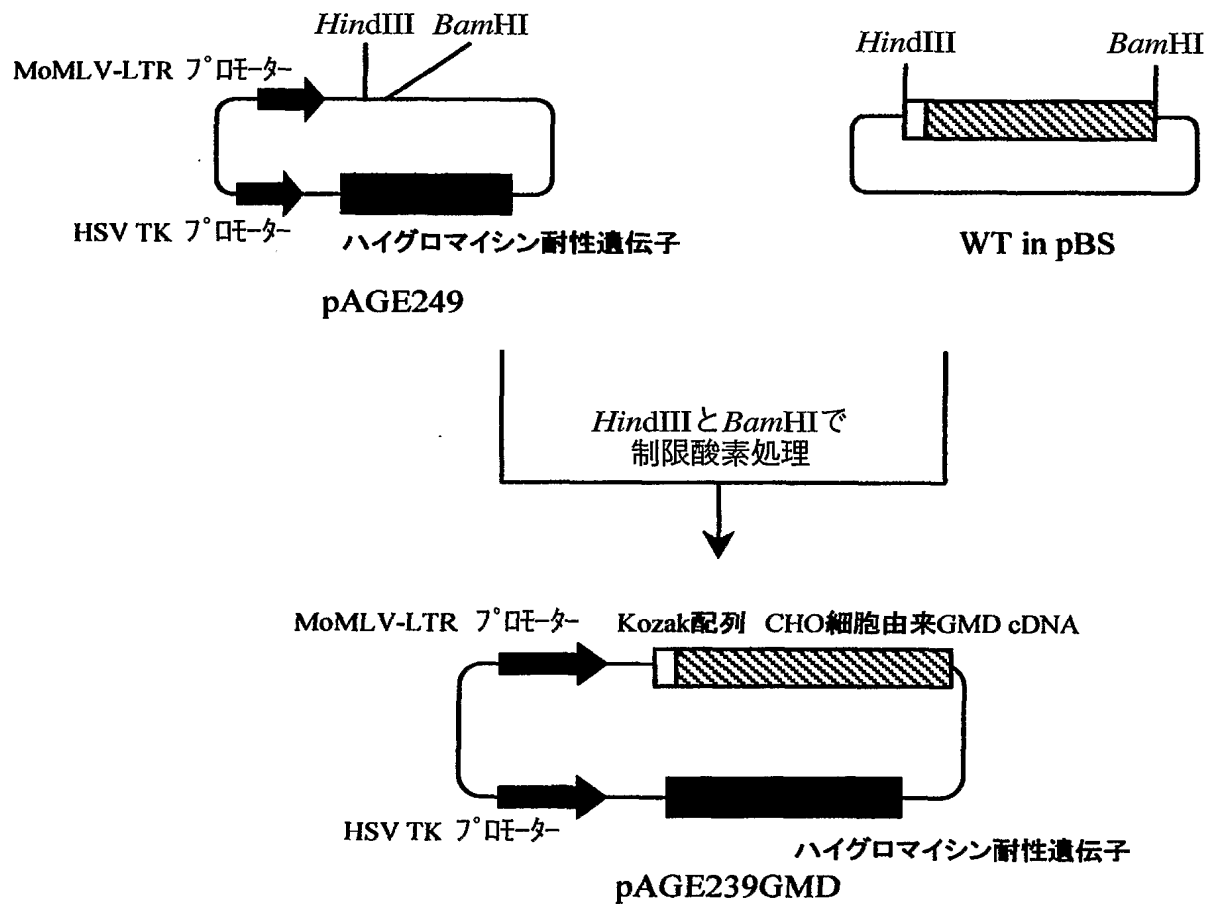 HindIII BamHI
MoMLV-LTR プロモーター
HSV TK プロモーター
ハイグロマイシン耐性遺伝子
pAGE249
HindIII BamHI
WT in pBS
HindIIIとBamHIで
制限酸素処理
MoMLV-LTR プロモーター Kozak配列 CHO細胞由来GMD cDNA
HSV TK プロモーター
ハイグロマイシン耐性遺伝子
pAGE239GMD